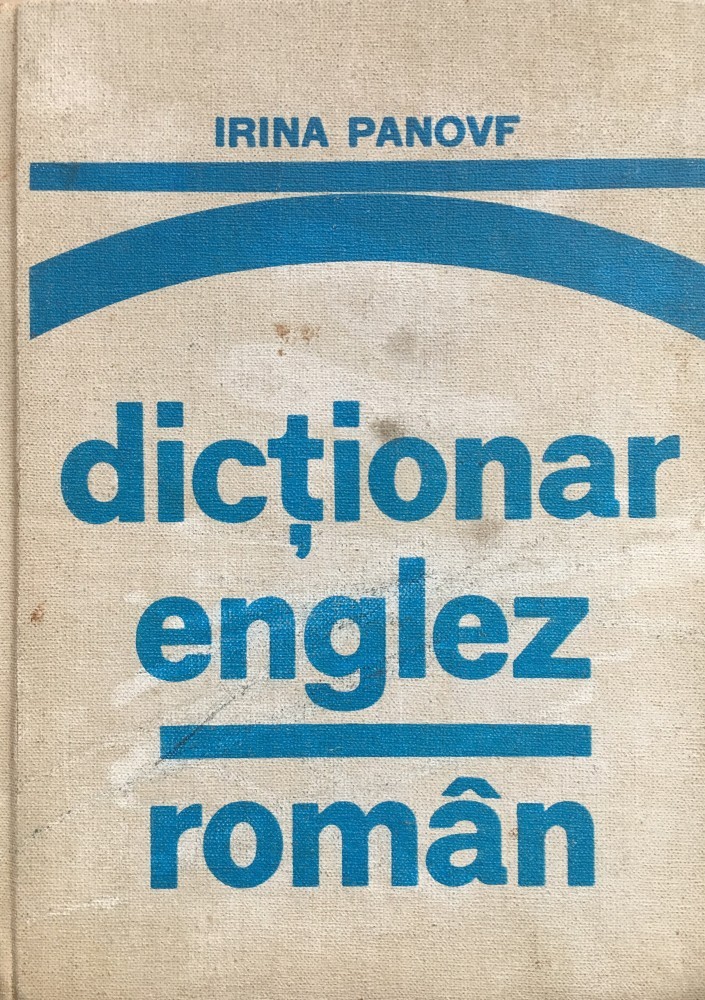 IRINA PANOVF
dicționar
englez
român